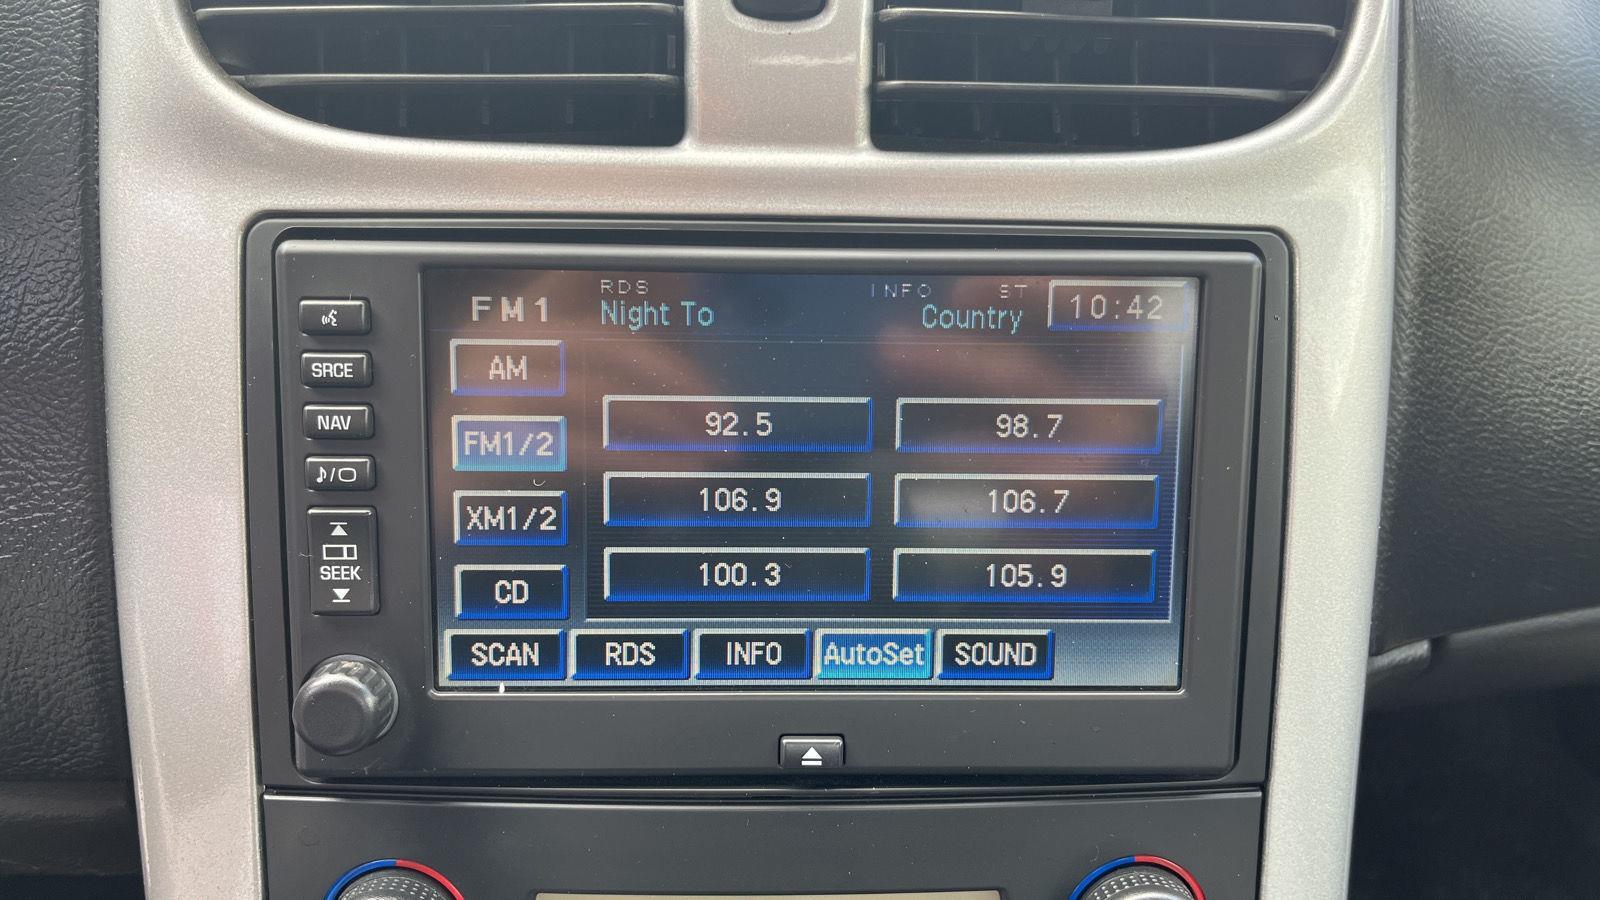 RDS INFO ST
FM1 Night To Country 10:42
SRCE
NAV
SEEK
AM
FM1/2
XM1/2
CD
92.5 98.7
106.9 106.7
100.3 105.9
SCAN RDS INFO AutoSet SOUND